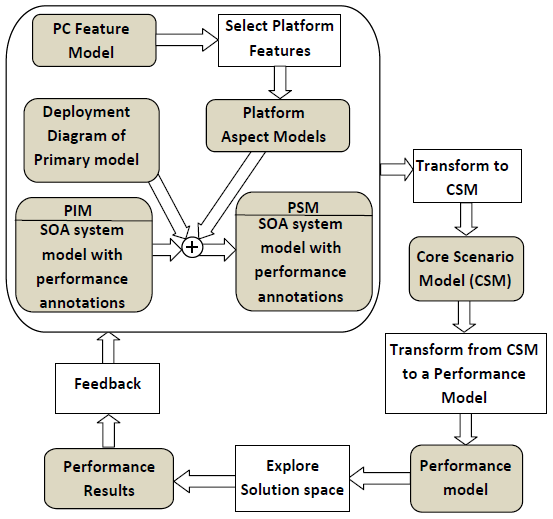 PC Feature
Model
Select Platform
Features
Deployment
Diagram of
Primary model
Platform
Aspect Models
PIM
SOA system
model with
performance
annotations
PSM
SOA system
model with
performance
annotations
Transform to
CSM
Core Scenario
Model (CSM)
Transform from CSM
to a Performance
Model
Performance
model
Explore
Solution space
Performance
Results
Feedback